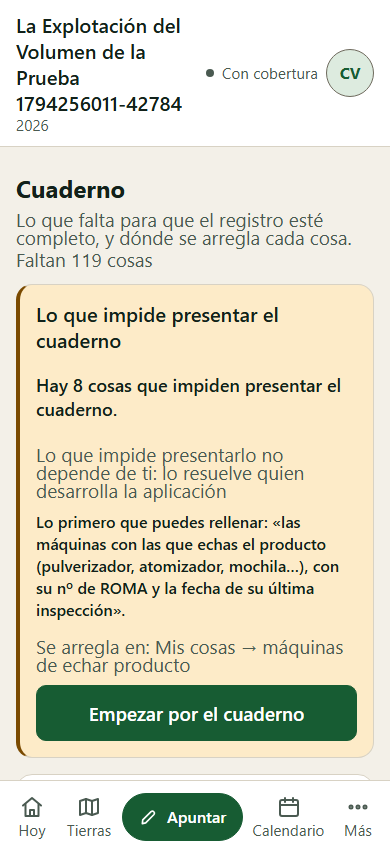 La Explotación del
Volumen de la
Prueba
1794256011-42784
2026
Con cobertura
CV
Cuaderno
Lo que falta para que el registro esté
completo, y dónde se arregla cada cosa.
Faltan 119 cosas
Lo que impide presentar el
cuaderno
Hay 8 cosas que impiden presentar el
cuaderno.
Lo que impide presentarlo no
depende de ti: lo resuelve quien
desarrolla la aplicación
Lo primero que puedes rellenar: «las
máquinas con las que echas el producto
(pulverizador, atomizador, mochila…), con
su nº de ROMA y la fecha de su última
inspección».
Se arregla en: Mis cosas → máquinas
de echar producto
Empezar por el cuaderno
Hoy
Tierras
Apuntar
Calendario
Más